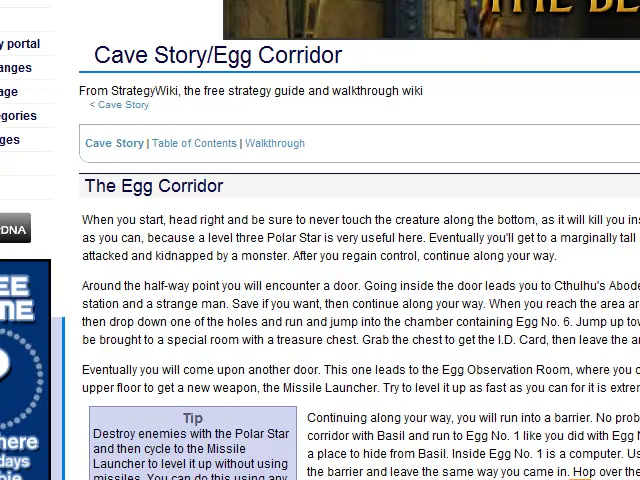 THE BE
y portal
anges
age
egories
ges
DNA
EE
NE
here
days
ble
Cave Story/Egg Corridor
From StrategyWiki, the free strategy guide and walkthrough wiki
< Cave Story
Cave Story | Table of Contents | Walkthrough
The Egg Corridor
When you start, head right and be sure to never touch the creature along the bottom, as it will kill you ins
as you can, because a level three Polar Star is very useful here. Eventually you'll get to a marginally tall
attacked and kidnapped by a monster. After you regain control, continue along your way.
Around the half-way point you will encounter a door. Going inside the door leads you to Cthulhu's Abode
station and a strange man. Save if you want, then continue along your way. When you reach the area ar
then drop down one of the holes and run and jump into the chamber containing Egg No. 6. Jump up tow
be brought to a special room with a treasure chest. Grab the chest to get the I.D. Card, then leave the ar
Eventually you will come upon another door. This one leads to the Egg Observation Room, where you c
upper floor to get a new weapon, the Missile Launcher. Try to level it up as fast as you can for it is extrem
Tip
Destroy enemies with the Polar Star
and then cycle to the Missile
Launcher to level it up without using
missiles. You can do this using any
Continuing along your way, you will run into a barrier. No prob
corridor with Basil and run to Egg No. 1 like you did with Egg N
a place to hide from Basil. Inside Egg No. 1 is a computer. Us
the barrier and leave the same way you came in. Hop over the